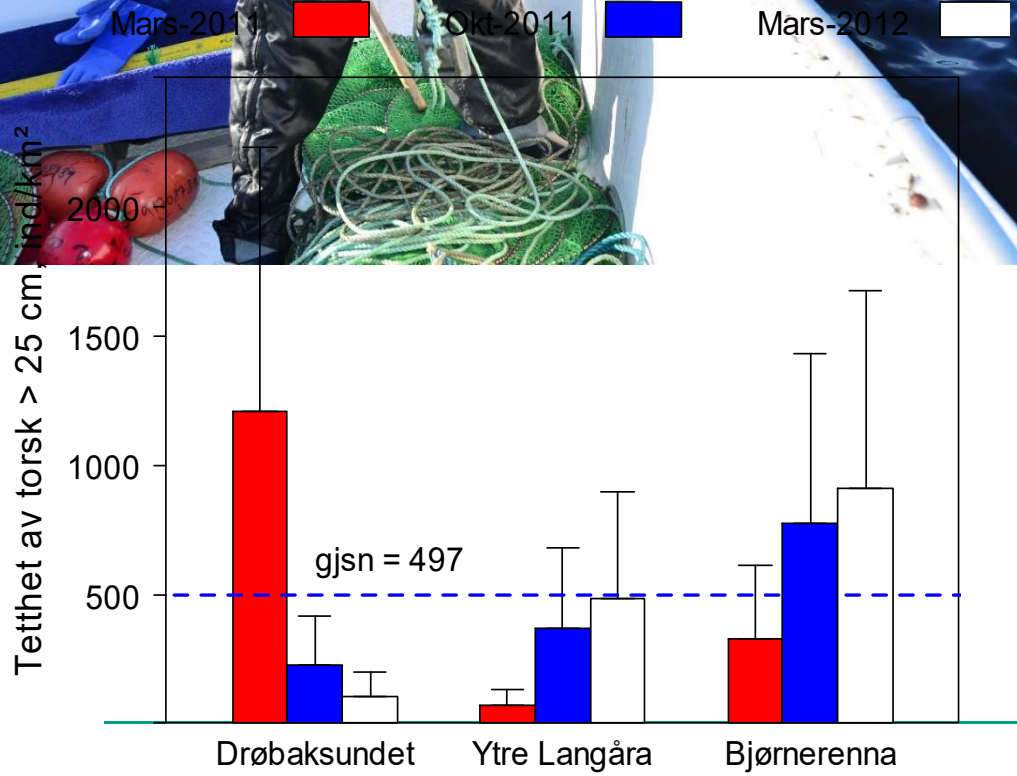 Mars-2011 Okt-2011 Mars-2012
Tetthet av torsk > 25 cm, ind/km²
2000
1500
1000
500
gjsn = 497
Drøbaksundet Ytre Langåra Bjørnerenna